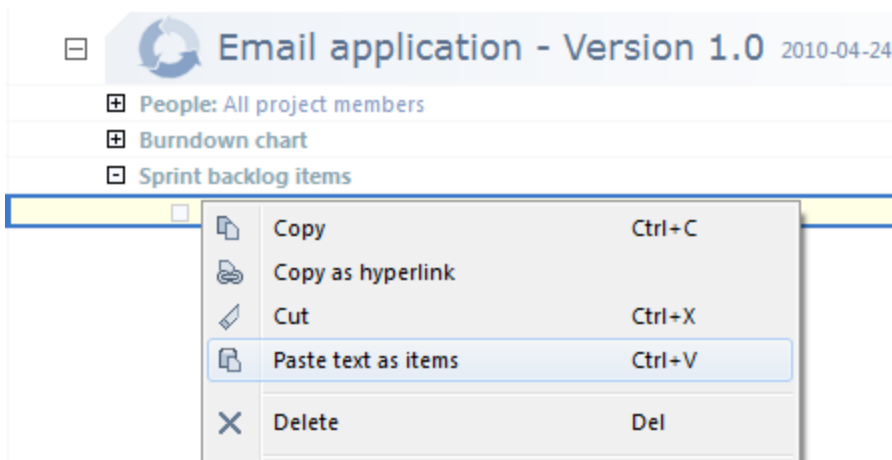 Email application - Version 1.0 2010-04-24
People: All project members
Burndown chart
Sprint backlog items
Copy Ctrl+C
Copy as hyperlink
Cut Ctrl+X
Paste text as items Ctrl+V
Delete Del